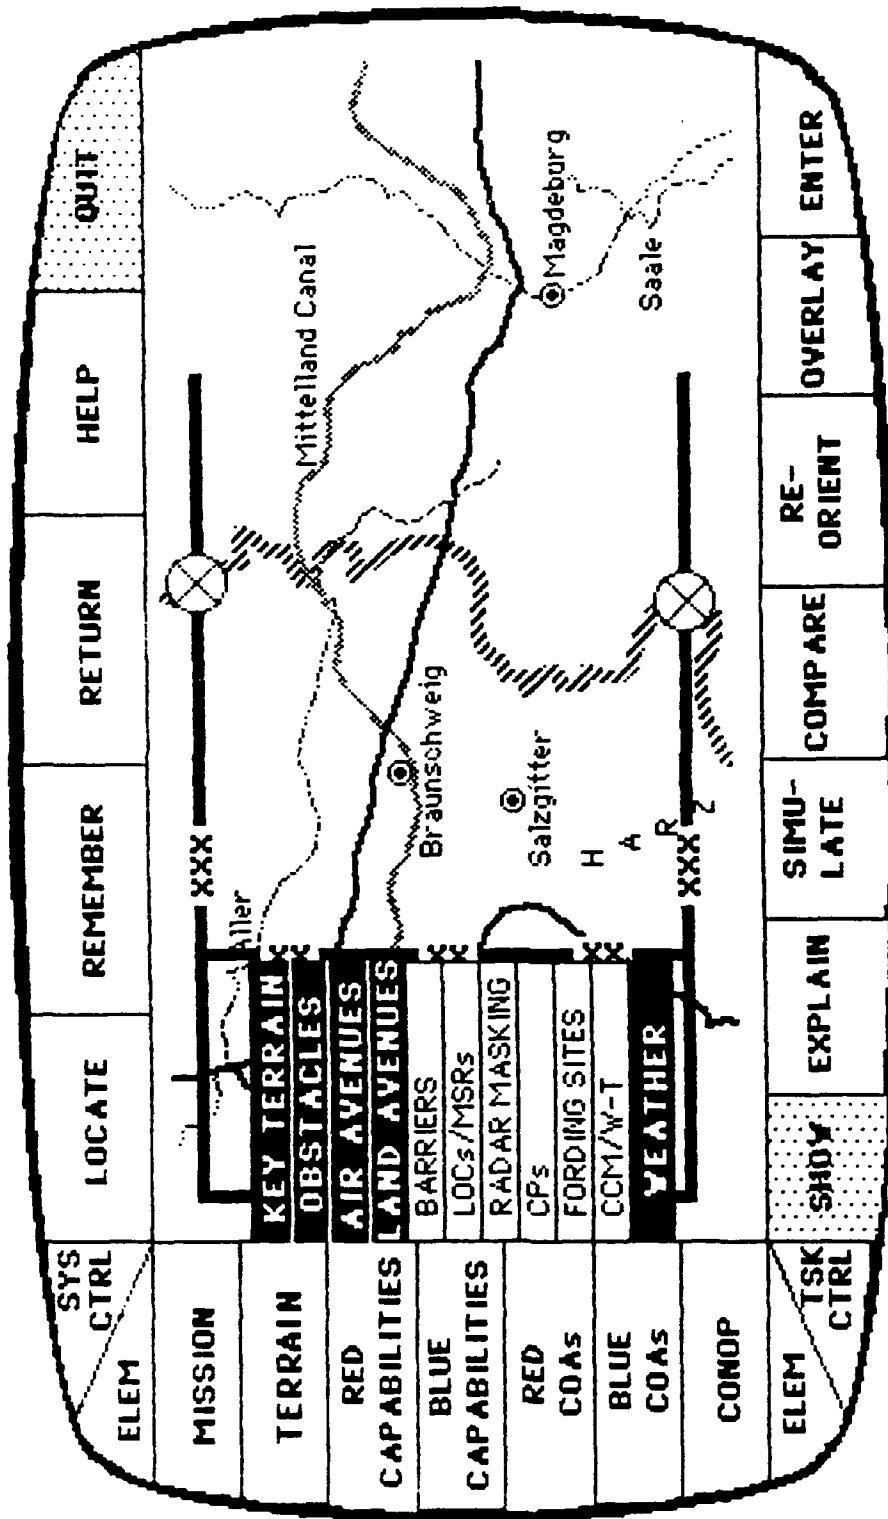 SYS
CTRL
ELEM
LOCATE
REMEMBER
RETURN
HELP
QUIT
MISSION
TERRAIN
RED
CAPABILITIES
BLUE
CAPABILITIES
RED
COAs
BLUE
COAs
CONOP
KEY TERRAIN
OBSTACLES
AIR AVENUES
LAND AVENUES
BARRIERS
LOCs/MSRs
RADAR MASKING
CPs
FORDING SITES
CCM/W-T
WEATHER
Aller
XXX
Mittelland Canal
XX
Braunschweig
Magdeburg
XX
Salzgitter
Saale
H A R Z
XXX
ELEM
TSK
CTRL
SHOW
EXPLAIN
SIMU-
LATE
COMPARE
RE-
ORIENT
OVERLAY
ENTER